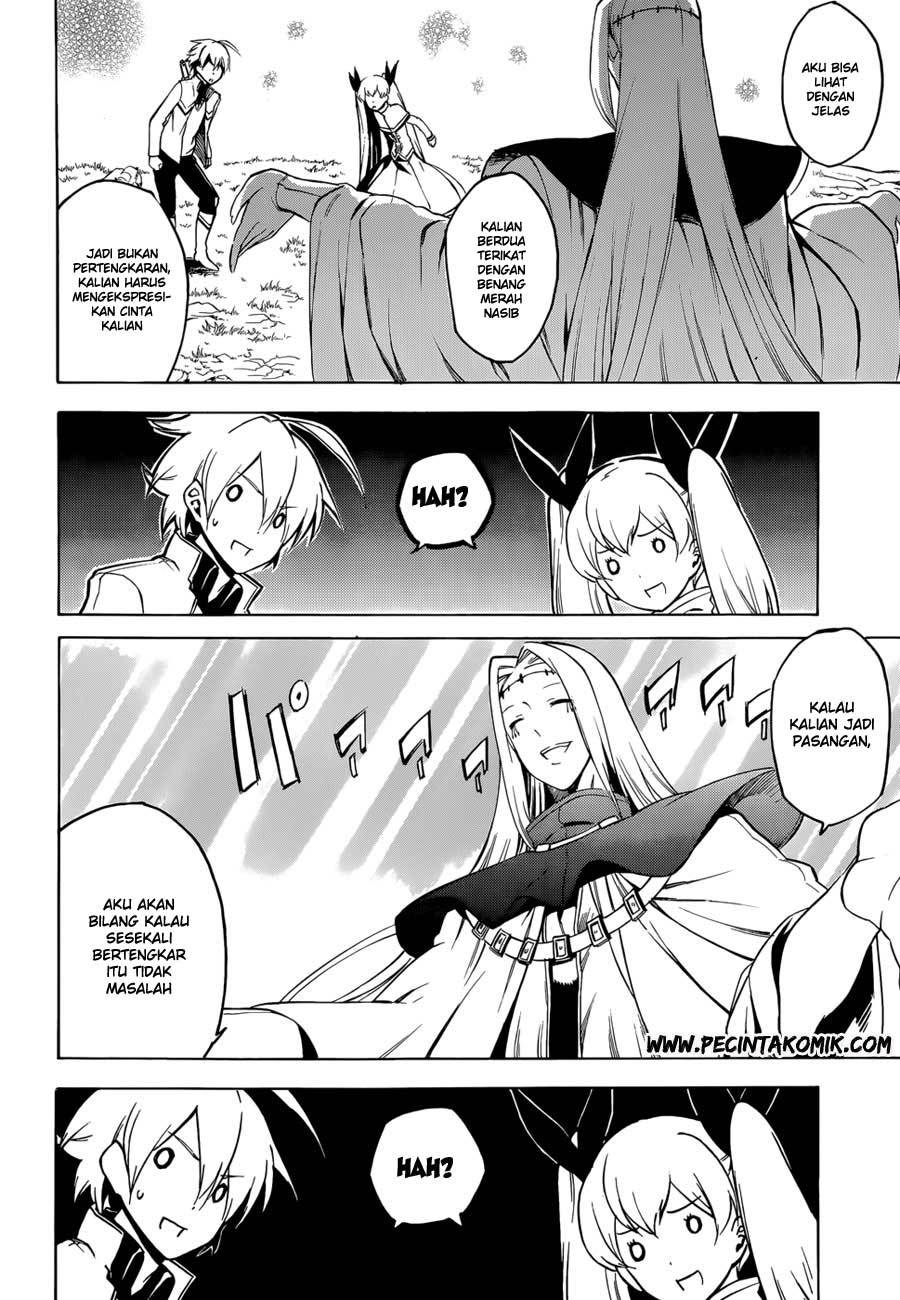 AKU BISA
LIHAT
DENGAN
JELAS
KALIAN
BERDUA
TERIKAT
DENGAN
BENANG
MERAH
NASIB
JADI BUKAN
PERTENGKARAN,
KALIAN HARUS
MENGEKSPRESI-
KAN CINTA
KALIAN
HAH?
KALAU
KALIAN JADI
PASANGAN,
パァァァァァ
AKU AKAN
BILANG KALAU
SESEKALI
BERTENGKAR
ITU TIDAK
MASALAH
WWW.PECINTAKOMIK.COM
HAH?